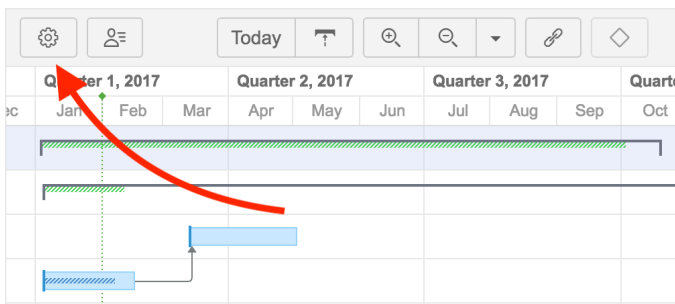 Today
Quarter 1, 2017 Quarter 2, 2017 Quarter 3, 2017
Jan Feb Mar Apr May Jun Jul Aug Sep Oct